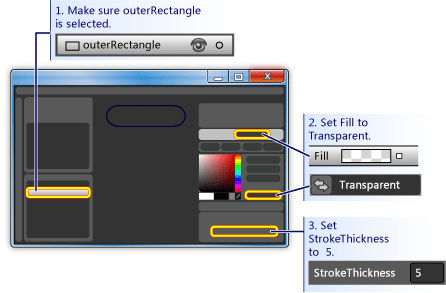 1. Make sure outerRectangle
is selected.
outerRectangle
X
2. Set Fill to
Transparent.
Fill
Transparent
3. Set
StrokeThickness
to 5.
StrokeThickness
5